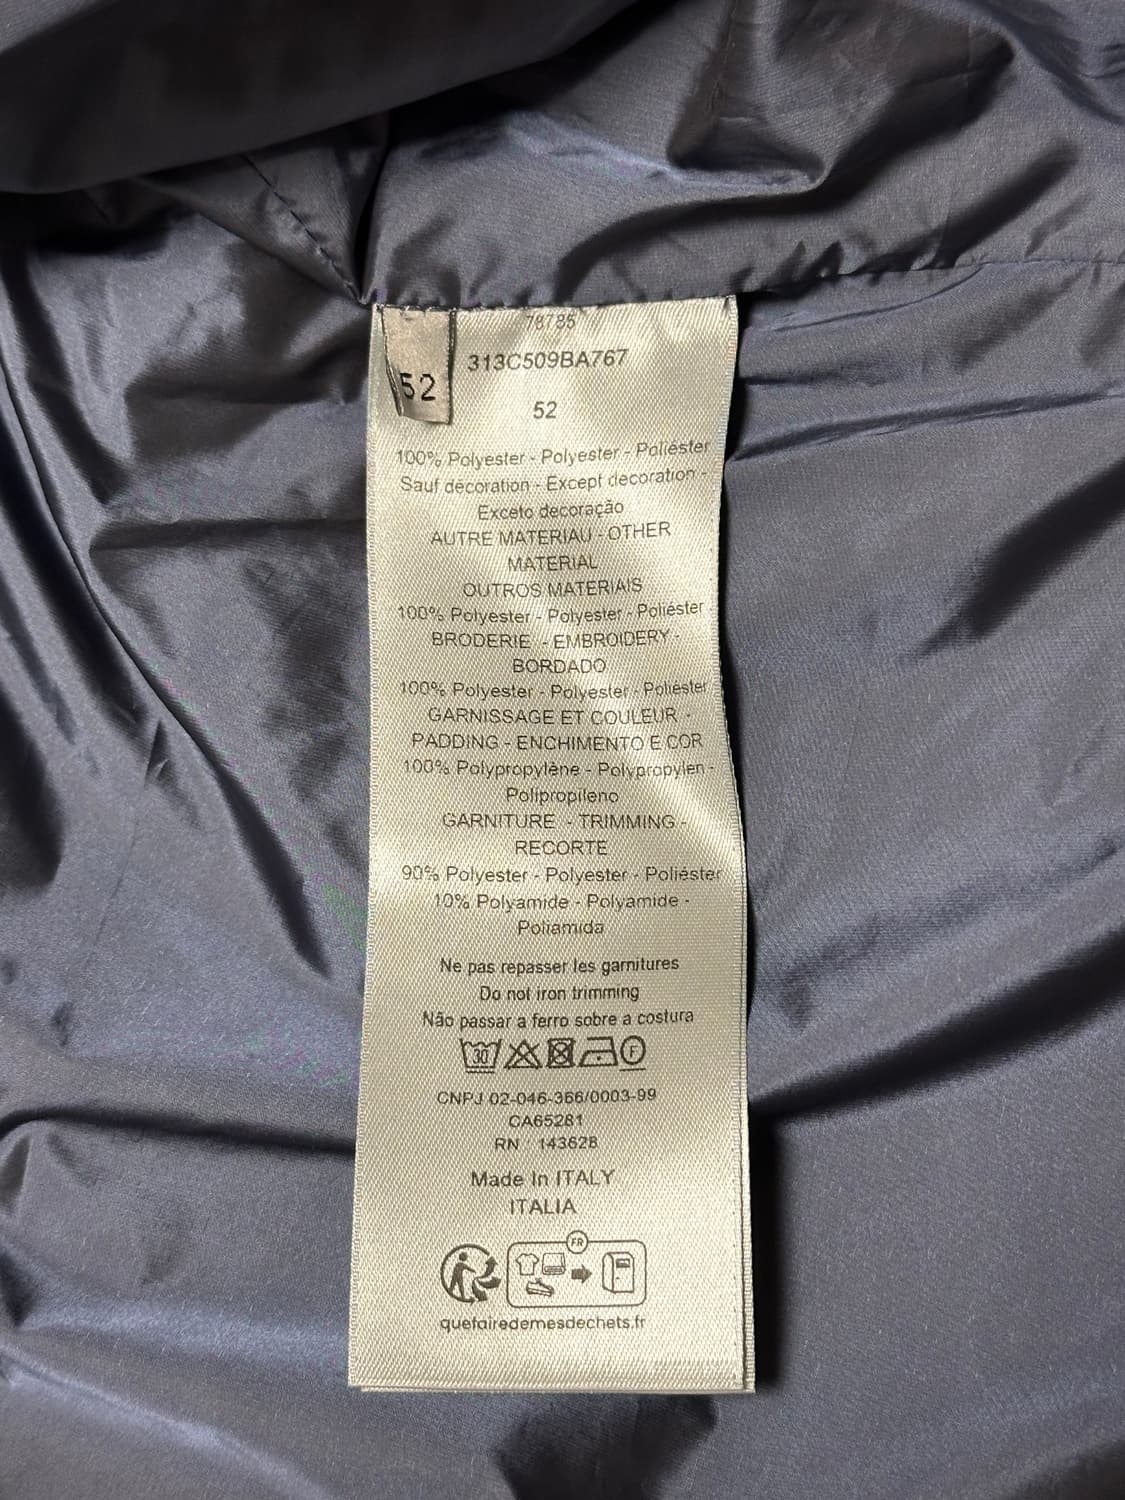 78785
313C509BA767
52
52
100% Polyester - Polyester - Poliéster
Sauf décoration - Except decoration -
Exceto decoração
AUTRE MATERIAU - OTHER
MATERIAL
OUTROS MATERIAIS
100% Polyester - Polyester - Poliéster
BRODERIE - EMBROIDERY -
BORDADO
100% Polyester - Polyester - Poliéster
GARNISSAGE ET COULEUR -
PADDING - ENCHIMENTO E COR
100% Polypropylène - Polypropylen -
Polipropileno
GARNITURE - TRIMMING -
RECORTE
90% Polyester - Polyester - Poliéster
10% Polyamide - Polyamide -
Poliamida
Ne pas repasser les garnitures
Do not iron trimming
Não passar a ferro sobre a costura
30
F
CNPJ 02-046-366/0003-99
CA65281
RN : 143628
Made In ITALY
ITALIA
FR
quefairedemesdechets.fr